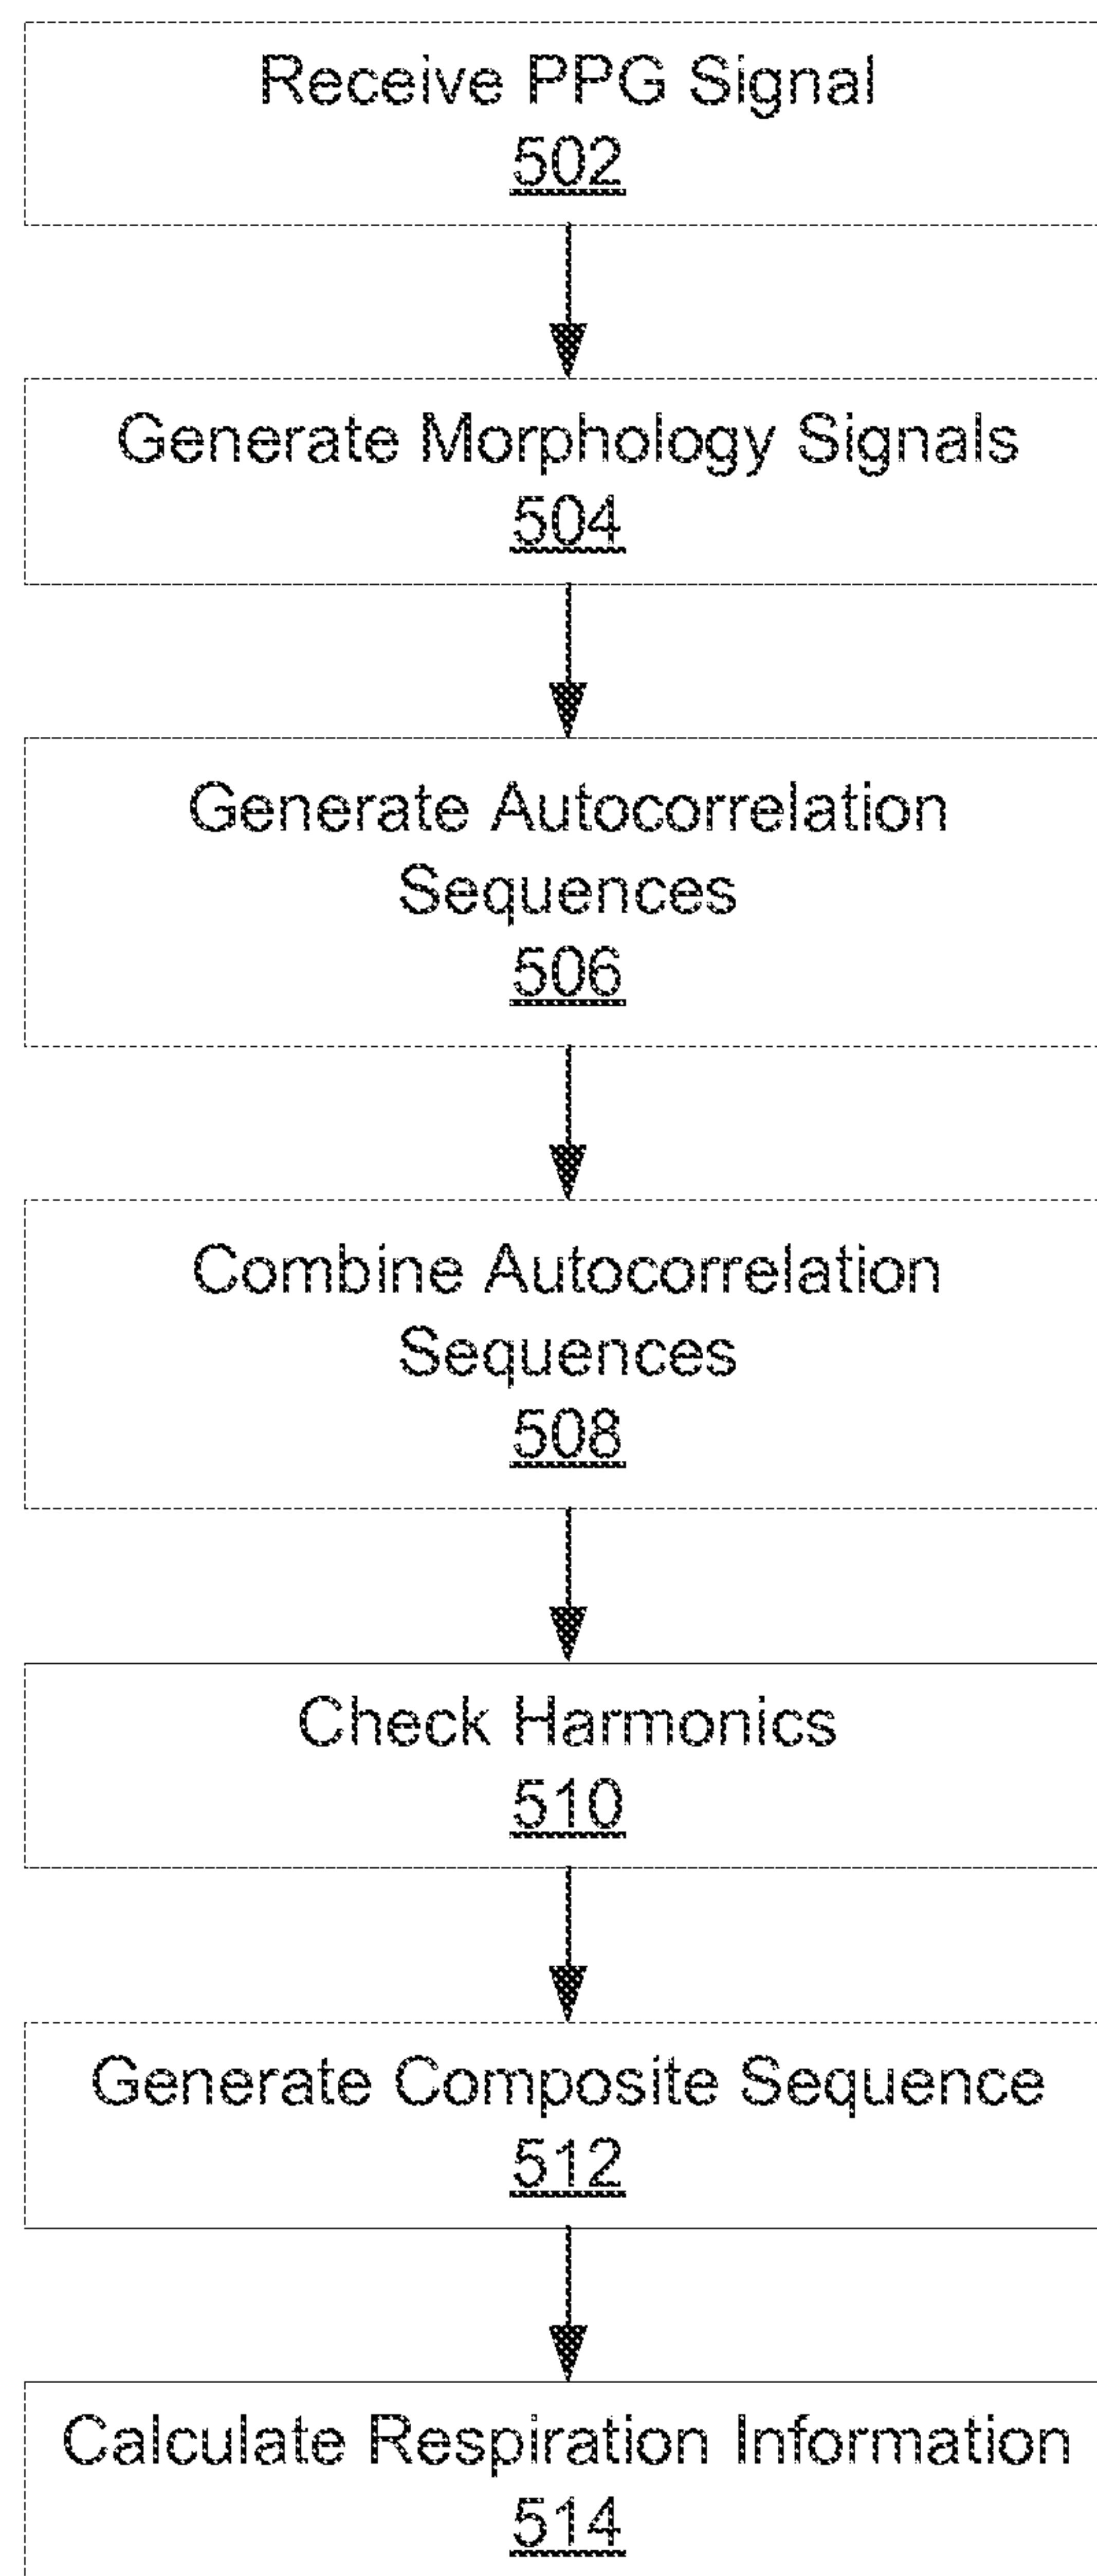 Receive PPG Signal
502
Generate Morphology Signals
504
Generate Autocorrelation
Sequences
506
Combine Autocorrelation
Sequences
508
Check Harmonics
510
Generate Composite Sequence
512
Calculate Respiration Information
514